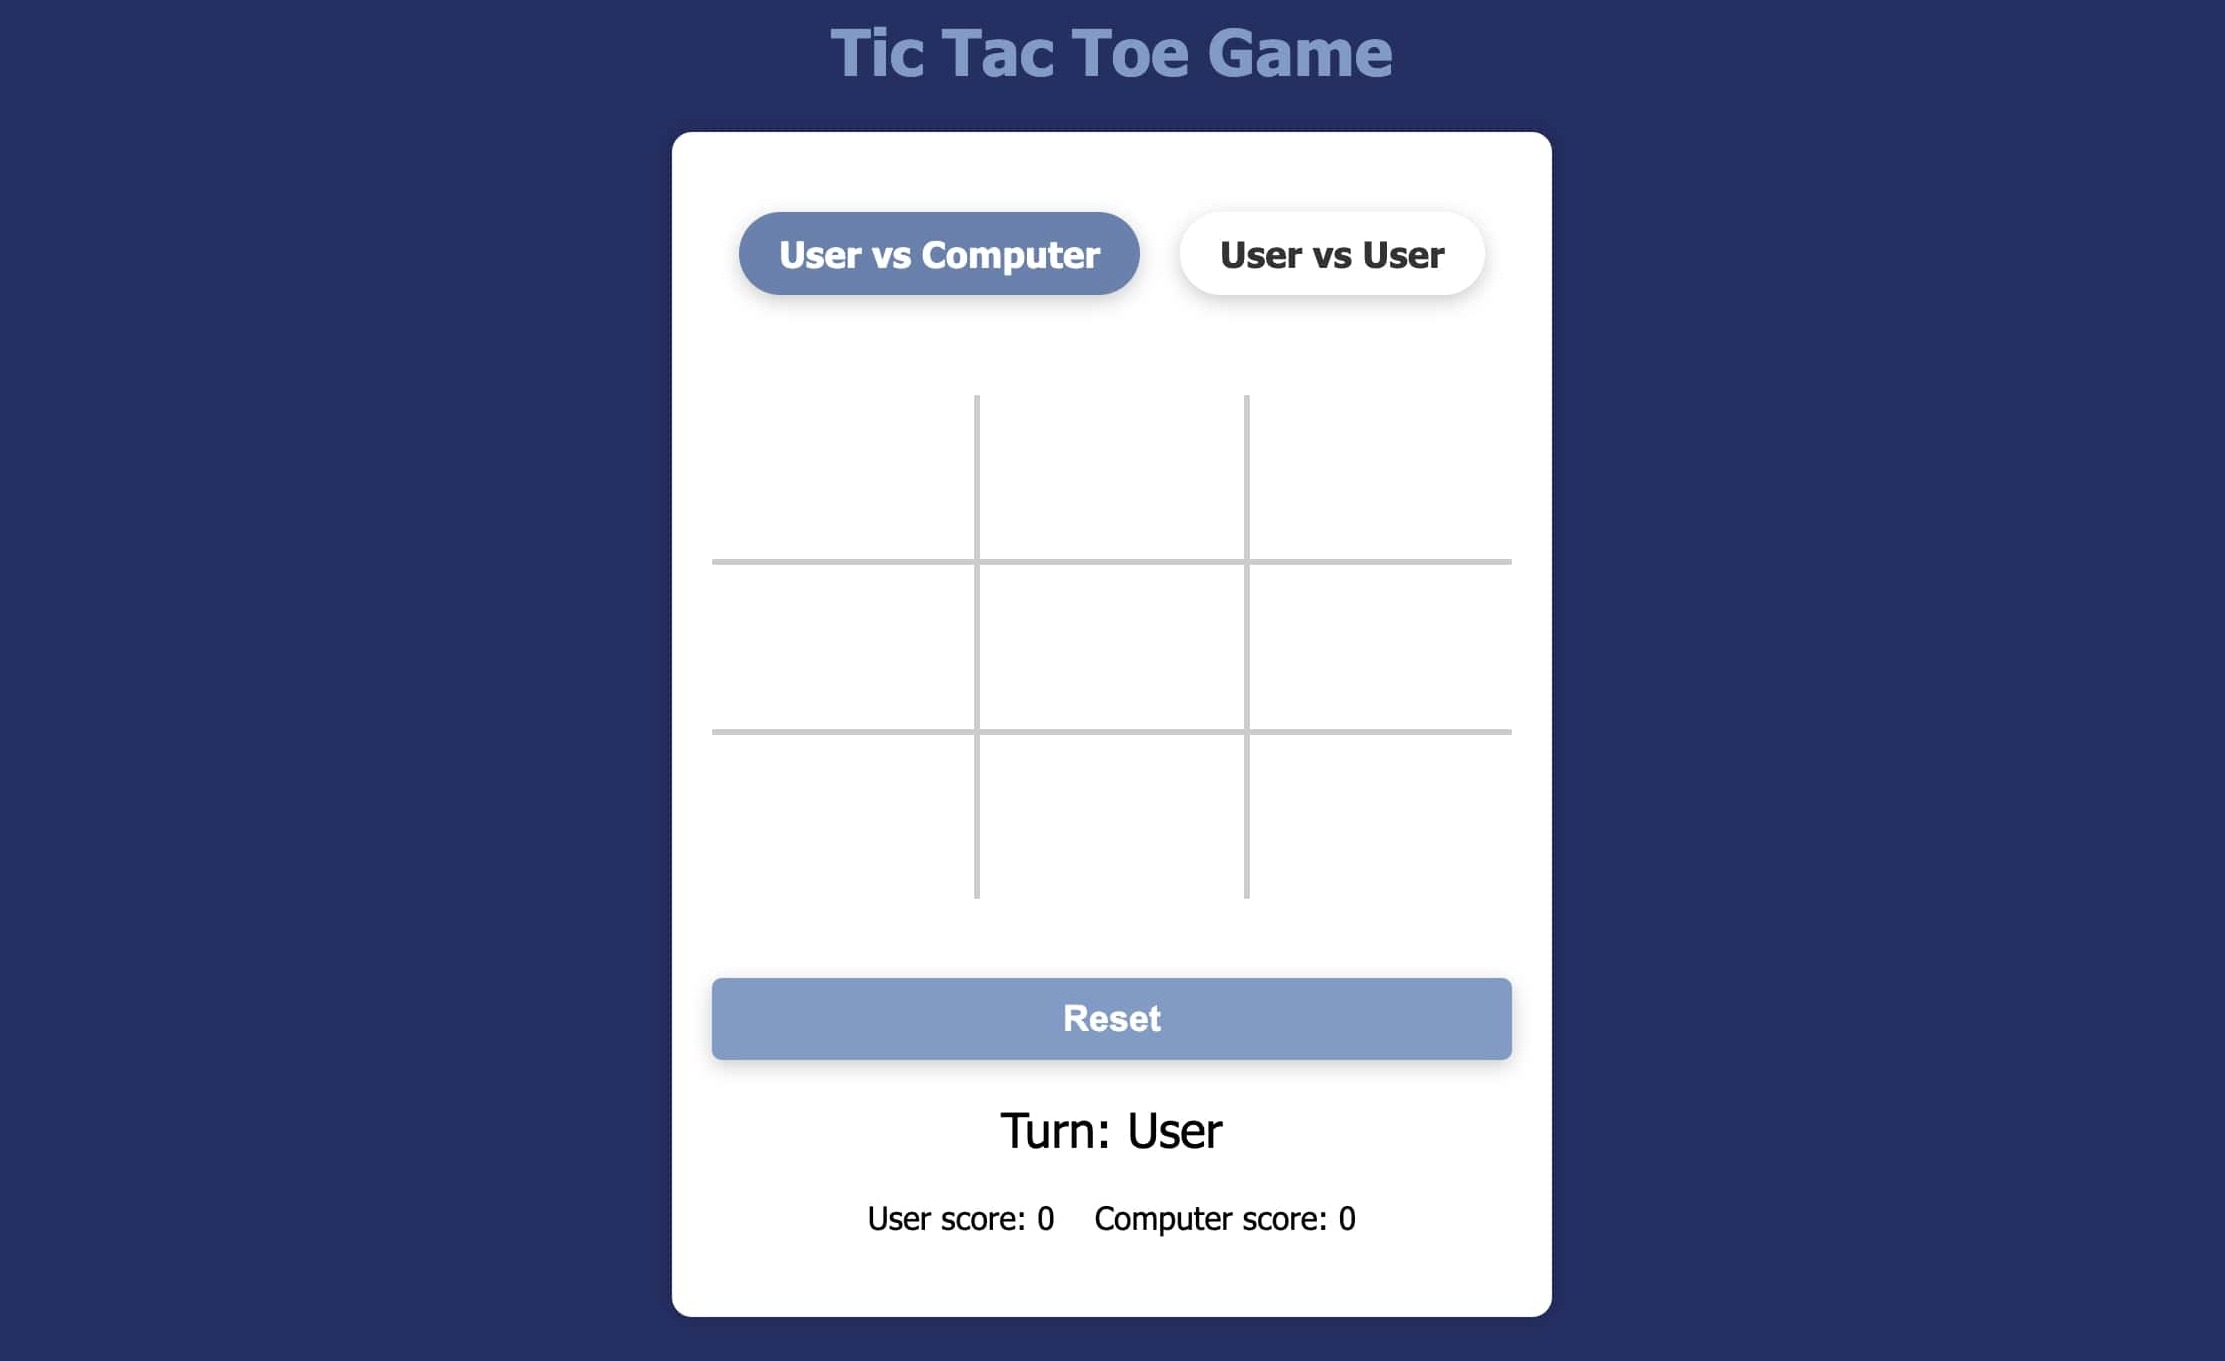 Tic Tac Toe Game
User vs Computer User vs User
Reset
Turn: User
User score: 0 Computer score: 0